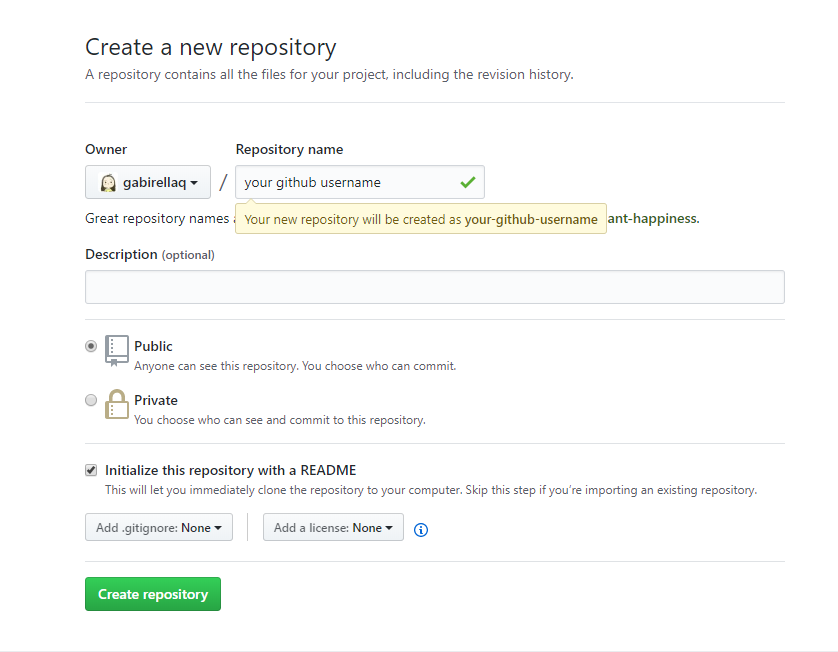 Create a new repository
A repository contains all the files for your project, including the revision history.
Owner
Repository name
gabirellaq
/
your github username
Great repository names
Your new repository will be created as your-github-username
ant-happiness.
Description (optional)
Public
Anyone can see this repository. You choose who can commit.
Private
You choose who can see and commit to this repository.
Initialize this repository with a README
This will let you immediately clone the repository to your computer. Skip this step if you’re importing an existing repository.
Add .gitignore: None
Add a license: None
Create repository